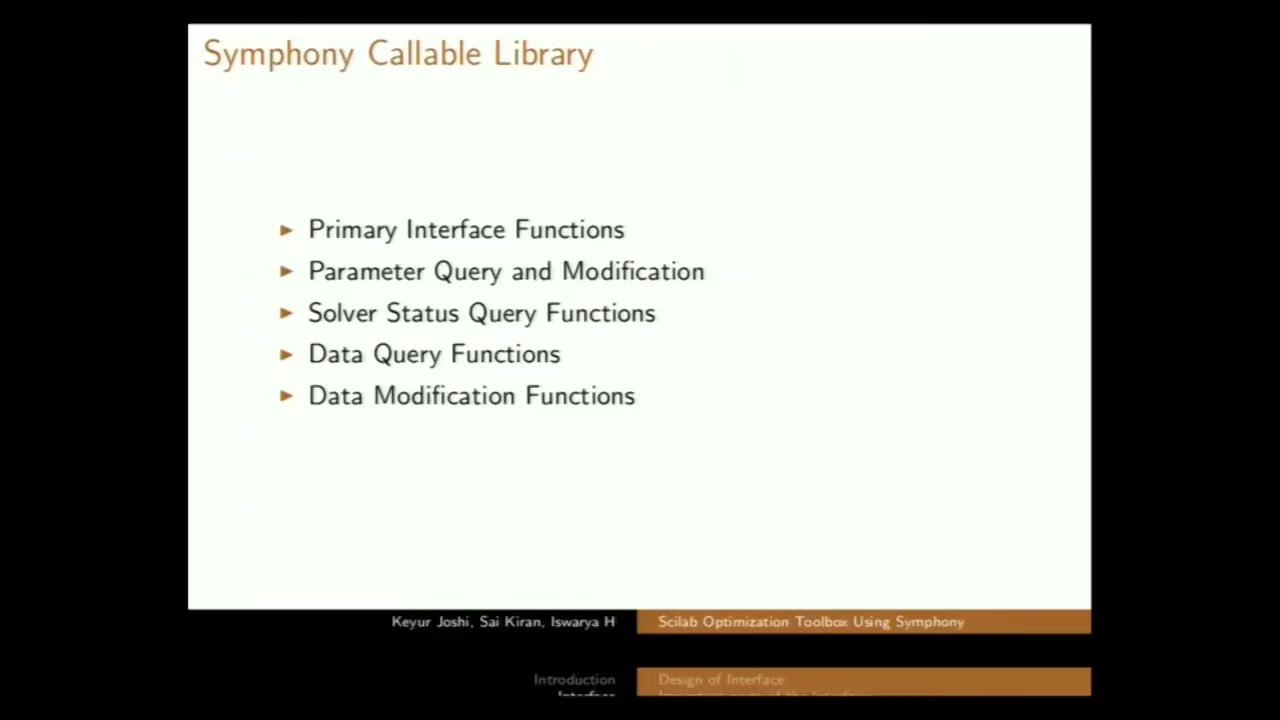 Symphony Callable Library
Primary Interface Functions
Parameter Query and Modification
Solver Status Query Functions
Data Query Functions
Data Modification Functions
Keyur Joshi, Sai Kiran, Iswarya H
Scilab Optimization Toolbox Using Symphony
Introduction
Design of Interface
Interface